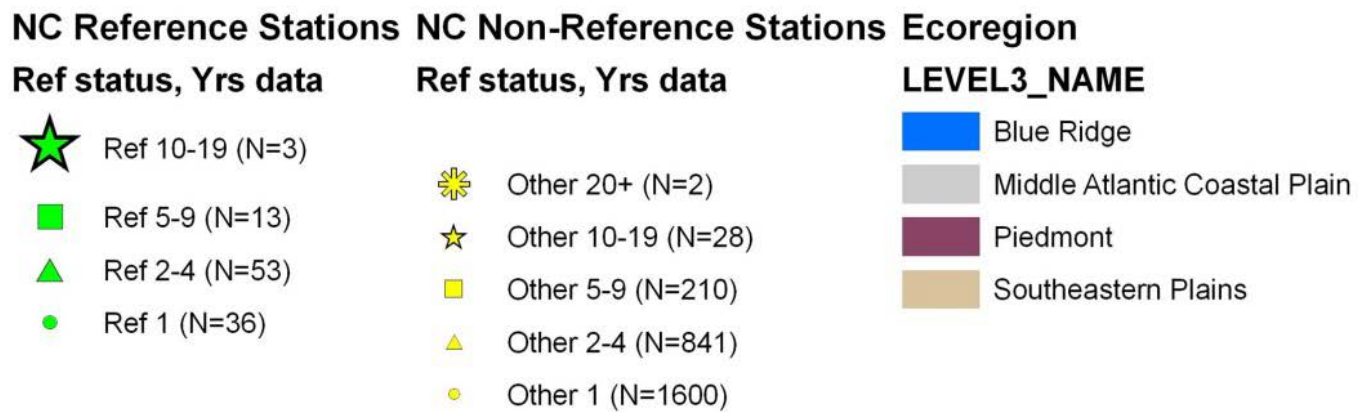 NC Reference Stations
Ref status, Yrs data
Ref 10-19 (N=3)
Ref 5-9 (N=13)
Ref 2-4 (N=53)
Ref 1 (N=36)
NC Non-Reference Stations
Ref status, Yrs data
Other 20+ (N=2)
Other 10-19 (N=28)
Other 5-9 (N=210)
Other 2-4 (N=841)
Other 1 (N=1600)
Ecoregion
LEVEL3_NAME
Blue Ridge
Middle Atlantic Coastal Plain
Piedmont
Southeastern Plains